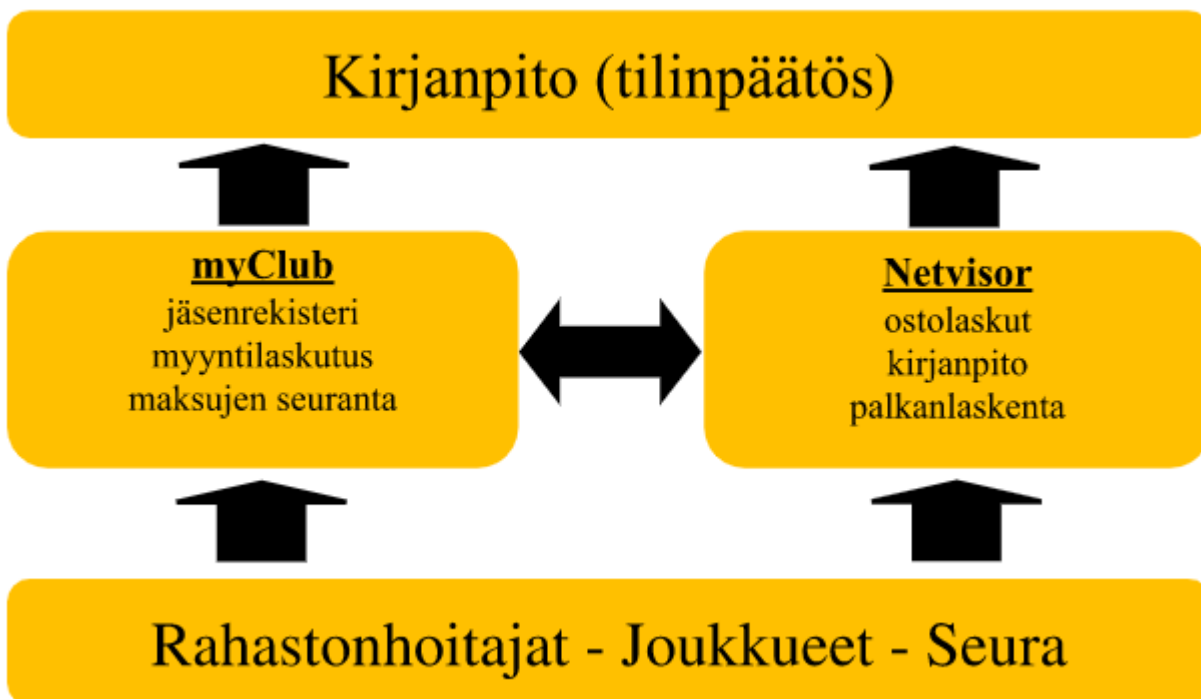 Kirjanpito (tilinpäätös)
myClub
jäsenrekisteri
myyntilaskutus
maksujen seuranta
Netvisor
ostolaskut
kirjanpito
palkanlaskenta
Rahastonhoitajat - Joukkueet - Seura